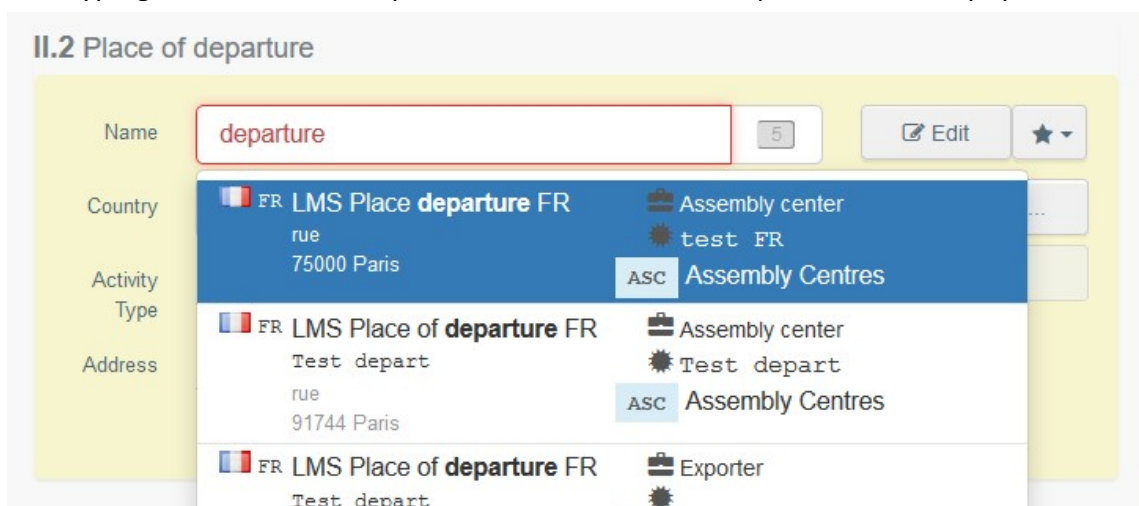 II.2 Place of departure
Name departure 5 Edit
Country
FR LMS Place departure FR Assembly center
rue test FR
75000 Paris ASC Assembly Centres
...
Activity
Type
FR LMS Place of departure FR Assembly center
Test depart Test depart
Address
rue ASC Assembly Centres
91744 Paris
FR LMS Place of departure FR Exporter
Test depart